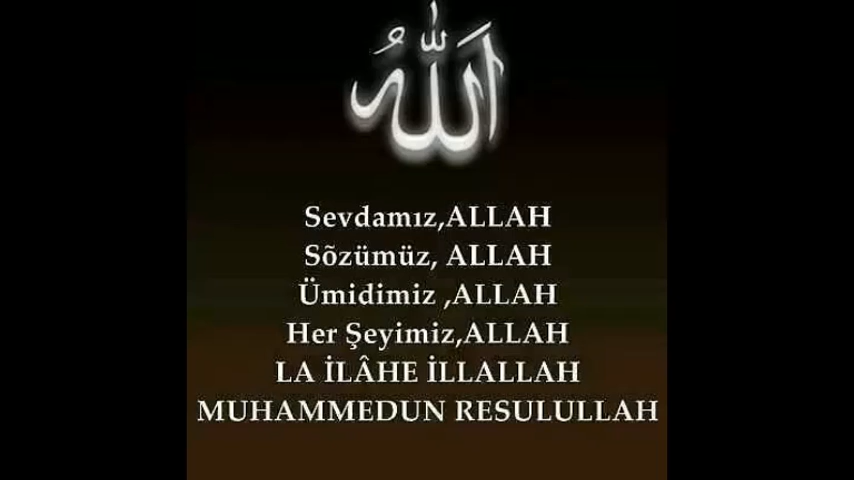 الله
Sevdamız,ALLAH
Sõzümüz, ALLAH
Ümidimiz ,ALLAH
Her Şeyimiz,ALLAH
LA İLÂHE İLLALLAH
MUHAMMEDUN RESULULLAH